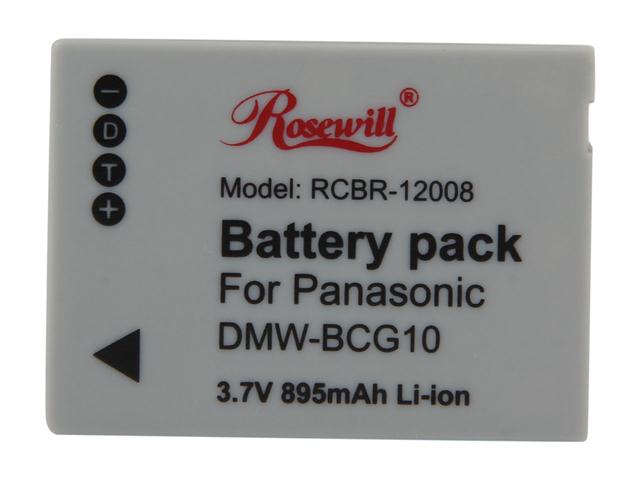 −
D
T
+
Rosewill®
Model: RCBR-12008
Battery pack
For Panasonic
DMW-BCG10
3.7V 895mAh Li-ion